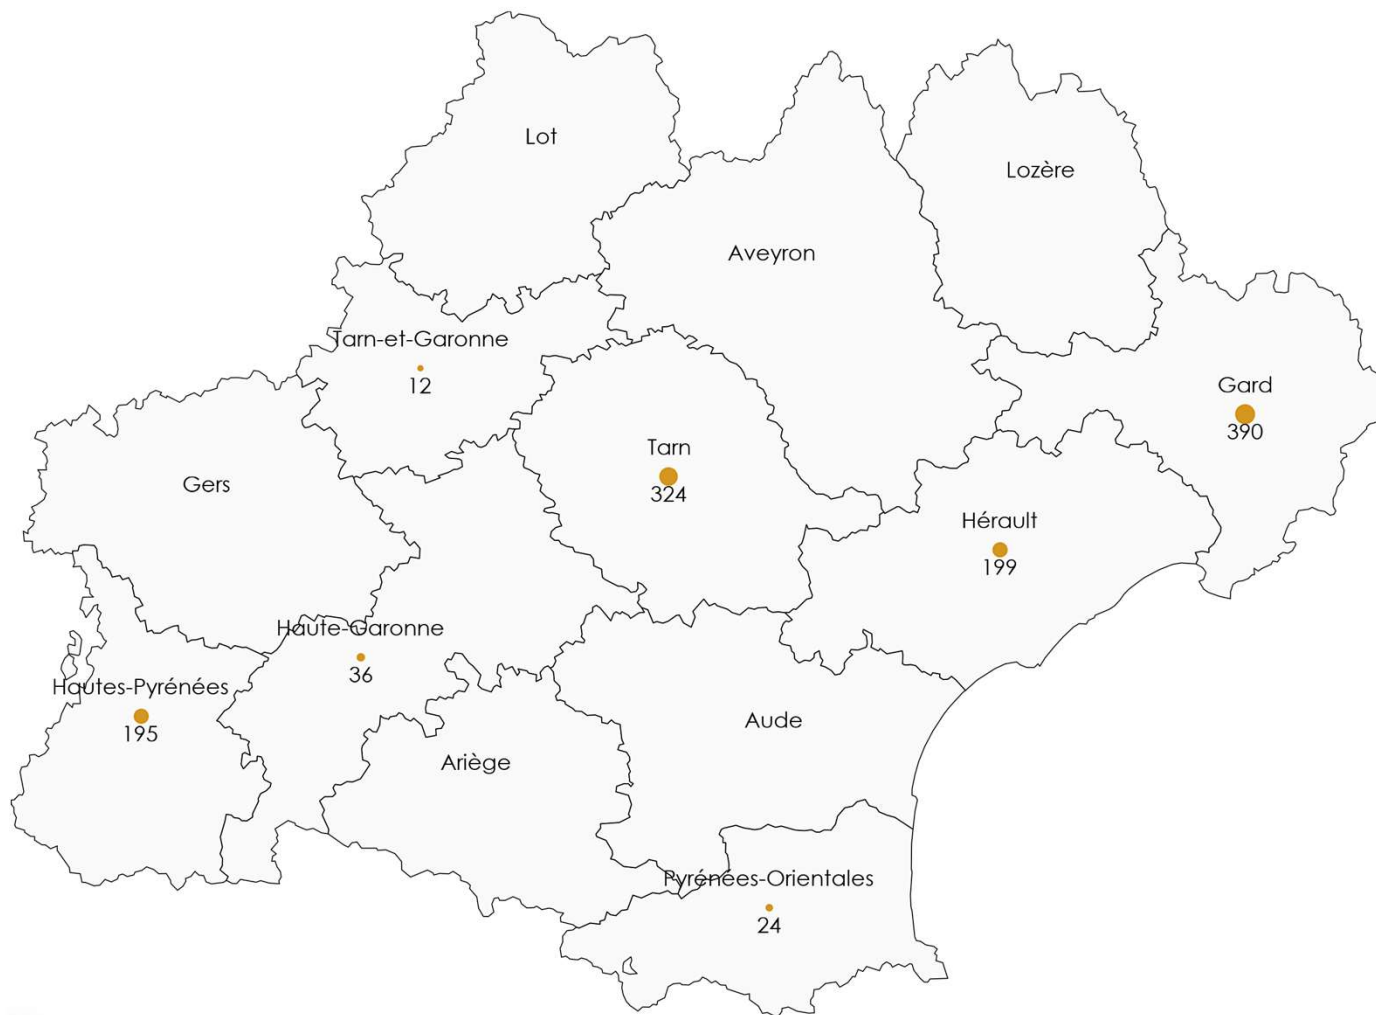 Lot
Lozère
Aveyron
Tarn-et-Garonne
12
Gard
390
Tarn
324
Gers
Hérault
199
Haute-Garonne
36
Hautes-Pyrénées
195
Aude
Ariège
Pyrénées-Orientales
24